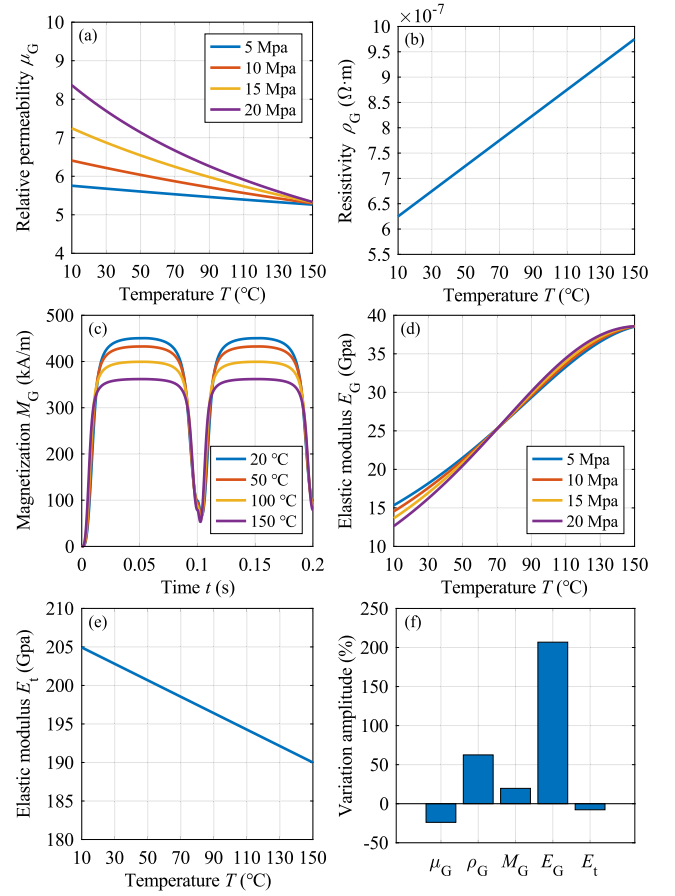 (a)
Relative permeability μG
10
9
8
7
6
5
4
5 Mpa
10 Mpa
15 Mpa
20 Mpa
10 30 50 70 90 110 130 150
Temperature T (°C)
(b)
×10-7
Resistivity ρG (Ω·m)
10
9.5
9
8.5
8
7.5
7
6.5
6
5.5
10 30 50 70 90 110 130 150
Temperature T (°C)
(c)
Magnetization MG (kA/m)
500
400
300
200
100
0
20 °C
50 °C
100 °C
150 °C
0 0.05 0.1 0.15 0.2
Time t (s)
(d)
Elastic modulus EG (Gpa)
40
35
30
25
20
15
10
5 Mpa
10 Mpa
15 Mpa
20 Mpa
10 30 50 70 90 110 130 150
Temperature T (°C)
(e)
Elastic modulus Et (Gpa)
210
205
200
195
190
185
180
10 30 50 70 90 110 130 150
Temperature T (°C)
(f)
Variation amplitude (%)
250
200
150
100
50
0
-50
μG ρG MG EG Et